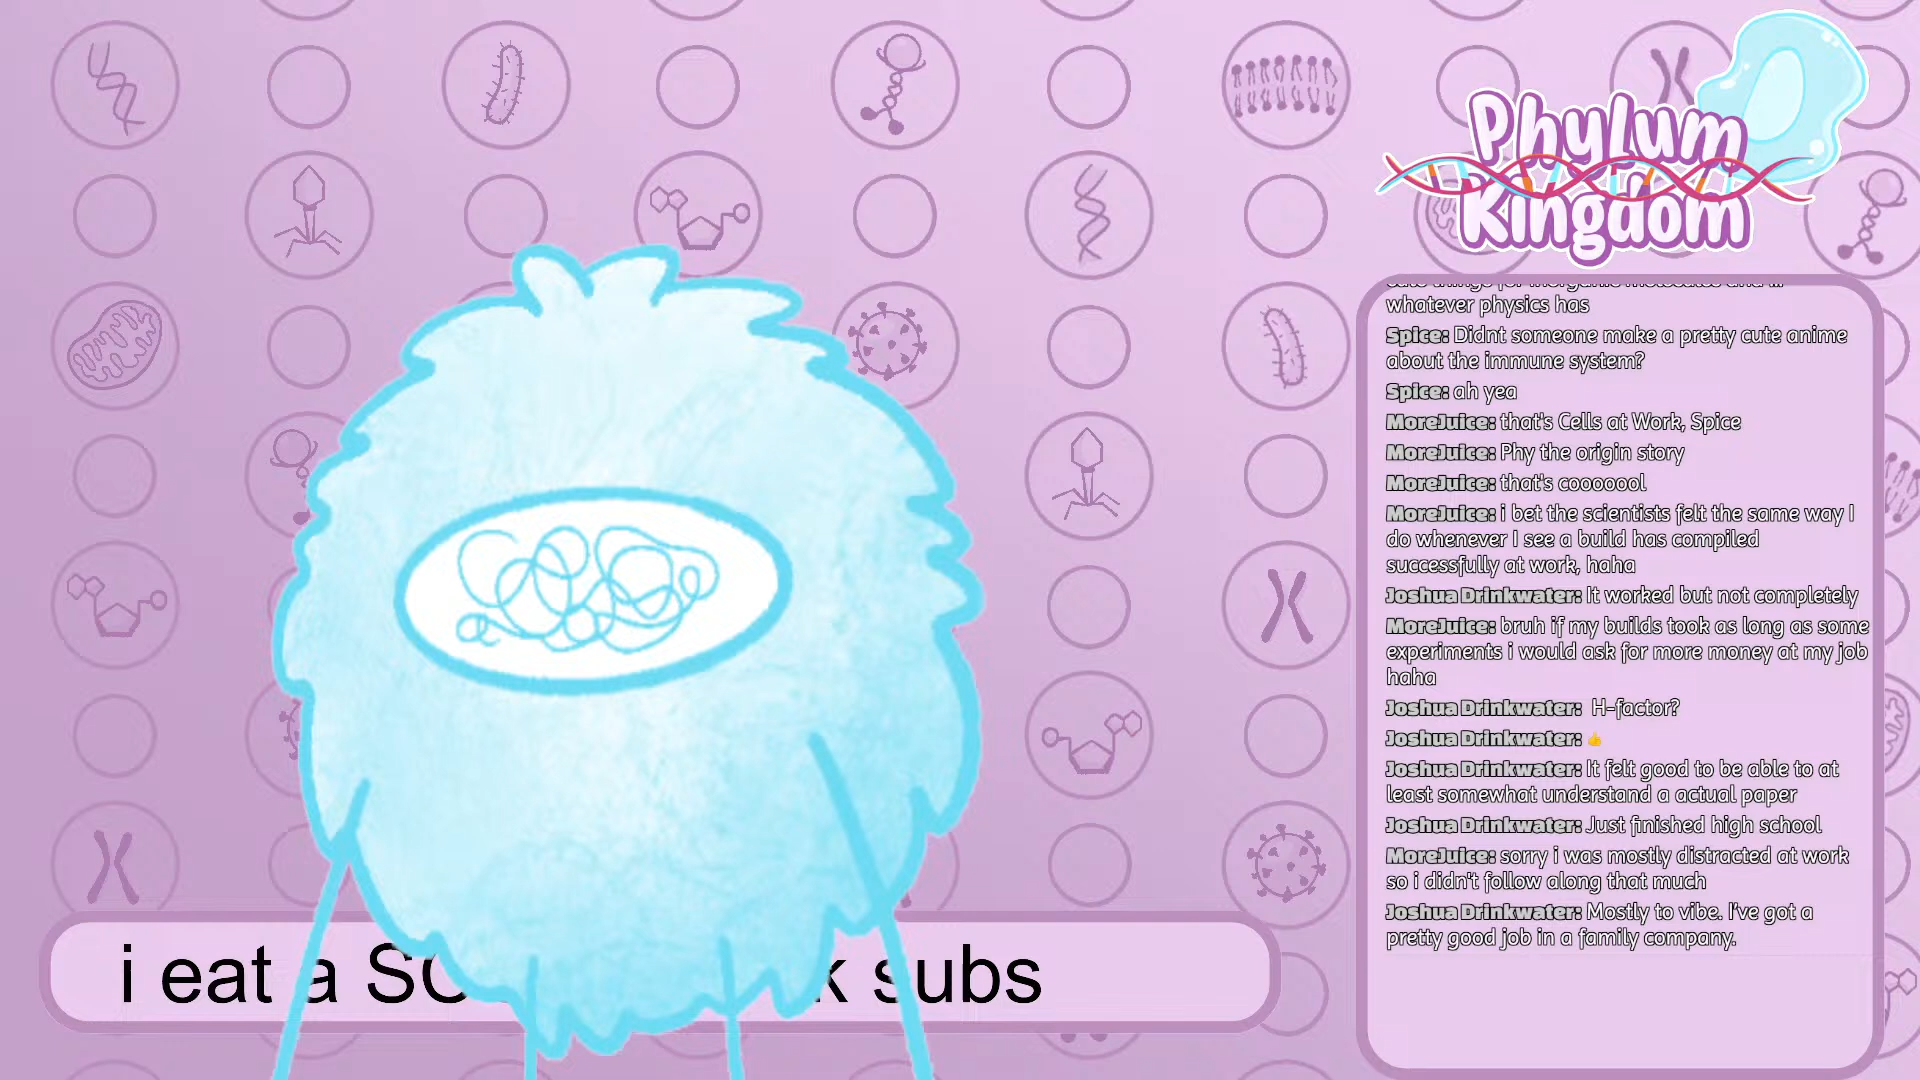 Phylum
Kingdom
whatever physics has
Spice: Didnt someone make a pretty cute anime
about the immune system?
Spice: ah yea
MoreJuice: that's Cells at Work, Spice
MoreJuice: Phy the origin story
MoreJuice: that's cooooool
MoreJuice: i bet the scientists felt the same way I
do whenever I see a build has compiled
successfully at work, haha
Joshua Drinkwater: It worked but not completely
MoreJuice: bruh if my builds took as long as some
experiments i would ask for more money at my job
haha
Joshua Drinkwater: H-factor?
Joshua Drinkwater: 👍
Joshua Drinkwater: It felt good to be able to at
least somewhat understand a actual paper
Joshua Drinkwater: Just finished high school
MoreJuice: sorry i was mostly distracted at work
so i didn't follow along that much
Joshua Drinkwater: Mostly to vibe. I've got a
pretty good job in a family company.
i eat a subs